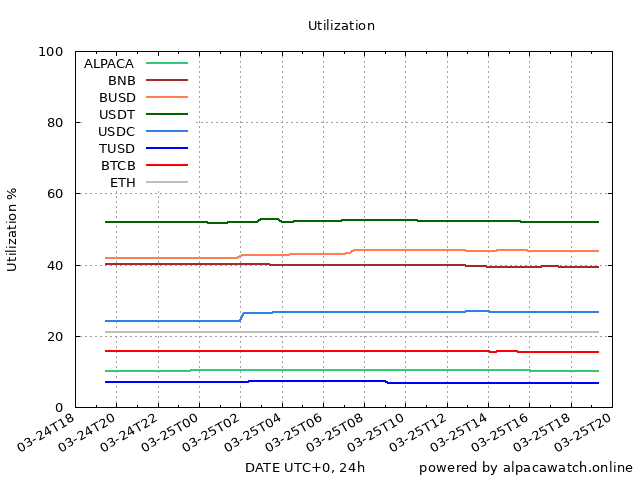 Utilization
Utilization %
100
80
60
40
20
0
ALPACA
BNB
BUSD
USDT
USDC
TUSD
BTCB
ETH
03-24T18
03-24T20
03-24T22
03-25T00
03-25T02
03-25T04
03-25T06
03-25T08
03-25T10
03-25T12
03-25T14
03-25T16
03-25T18
03-25T20
DATE UTC+0, 24h
powered by alpacawatch.online